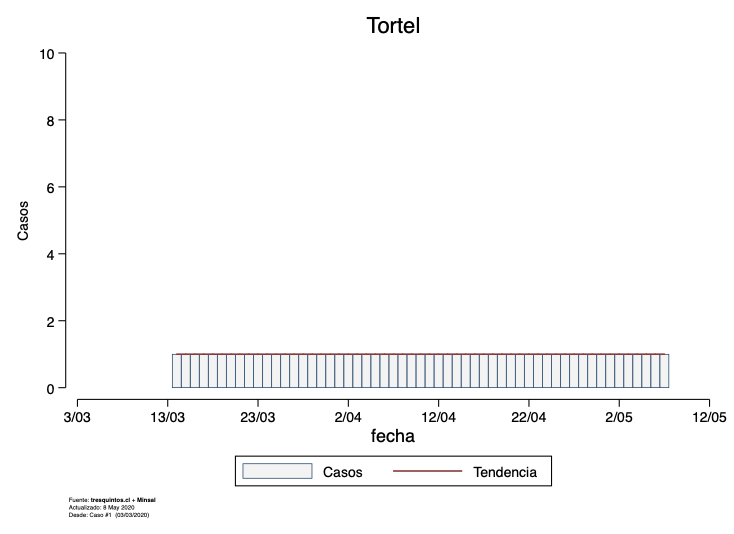 Tortel
10
8
6
4
2
0
Casos
3/03 13/03 23/03 2/04 12/04 22/04 2/05 12/05
fecha
Casos Tendencia
Fuente: tresquintos.cl + Minsal
Actualizado: 8 May 2020
Desde: Caso #1 (03/03/2020)